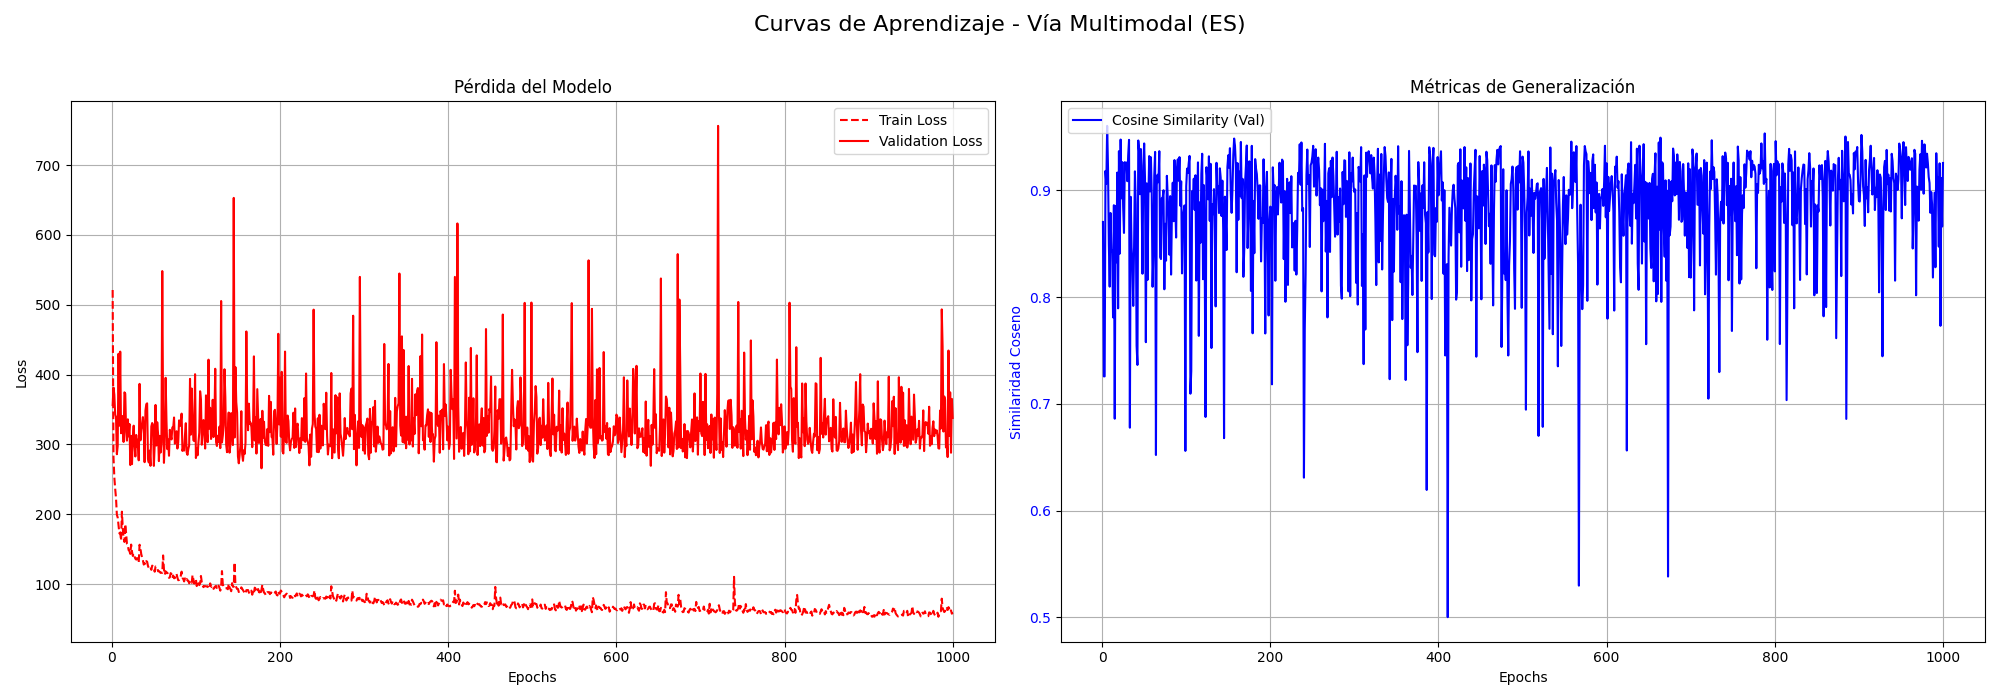 Curvas de Aprendizaje - Vía Multimodal (ES)
Pérdida del Modelo
Train Loss
Validation Loss
Loss
700
600
500
400
300
200
100
0
200
400
600
800
1000
Epochs
Métricas de Generalización
Cosine Similarity (Val)
Similaridad Coseno
0.9
0.8
0.7
0.6
0.5
0
200
400
600
800
1000
Epochs